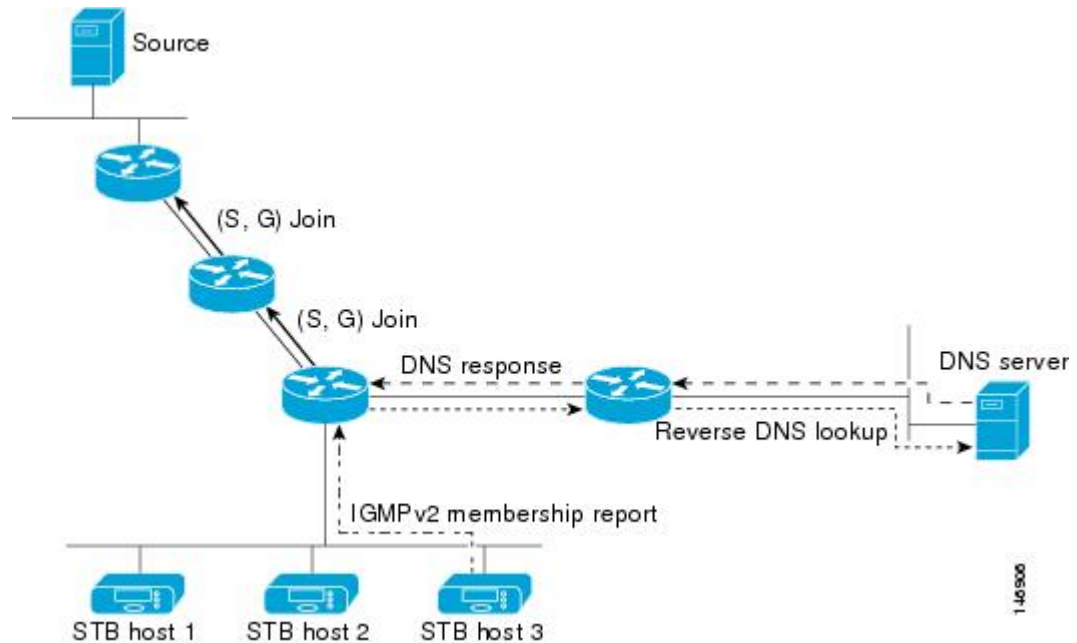 Source
(S, G) Join
(S, G) Join
DNS response
DNS server
Reverse DNS lookup
IGMPv2 membership report
STB host 1
STB host 2
STB host 3
146906